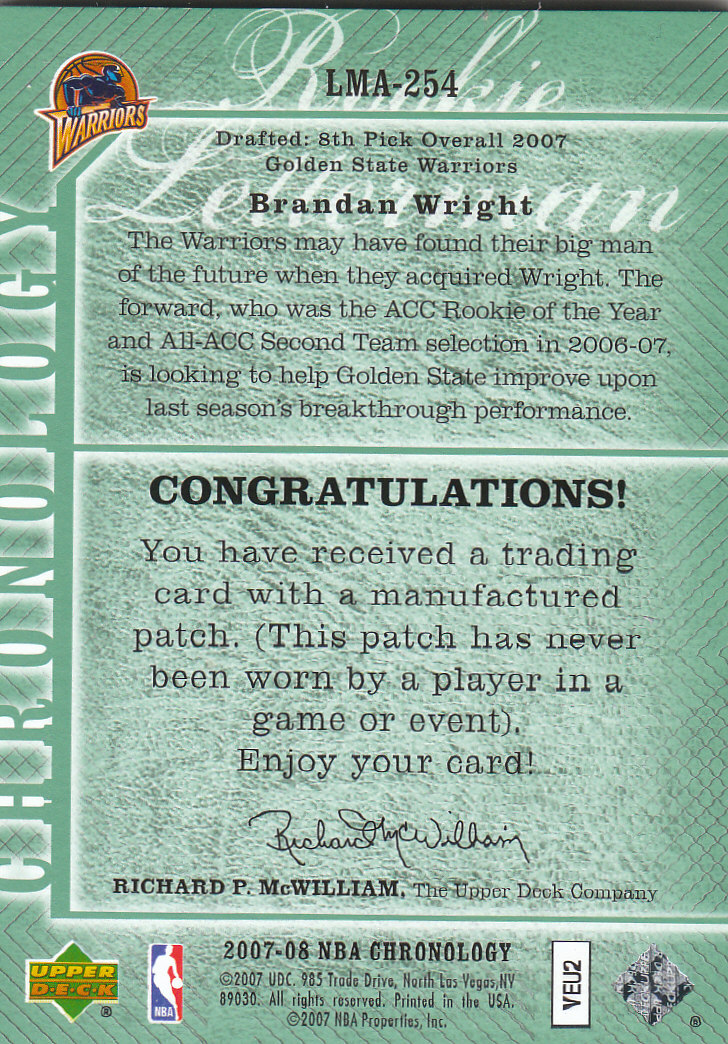 Rookie
LMA-254
WARRIORS
Drafted: 8th Pick Overall 2007
Golden State Warriors
Letterman
Brandan Wright
The Warriors may have found their big man
of the future when they acquired Wright. The
forward, who was the ACC Rookie of the Year
and All-ACC Second Team selection in 2006-07,
is looking to help Golden State improve upon
last season's breakthrough performance.
CHRONOLOGY
CONGRATULATIONS!
You have received a trading
card with a manufactured
patch. (This patch has never
been worn by a player in a
game or event).
Enjoy your card!
Richard McWilliam
RICHARD P. McWILLIAM, The Upper Deck Company
UPPER
D·E·C·K
®
NBA
2007-08 NBA CHRONOLOGY
©2007 UDC. 985 Trade Drive, North Las Vegas, NV
89030. All rights reserved. Printed in the USA.
©2007 NBA Properties, Inc.
VEU2
®